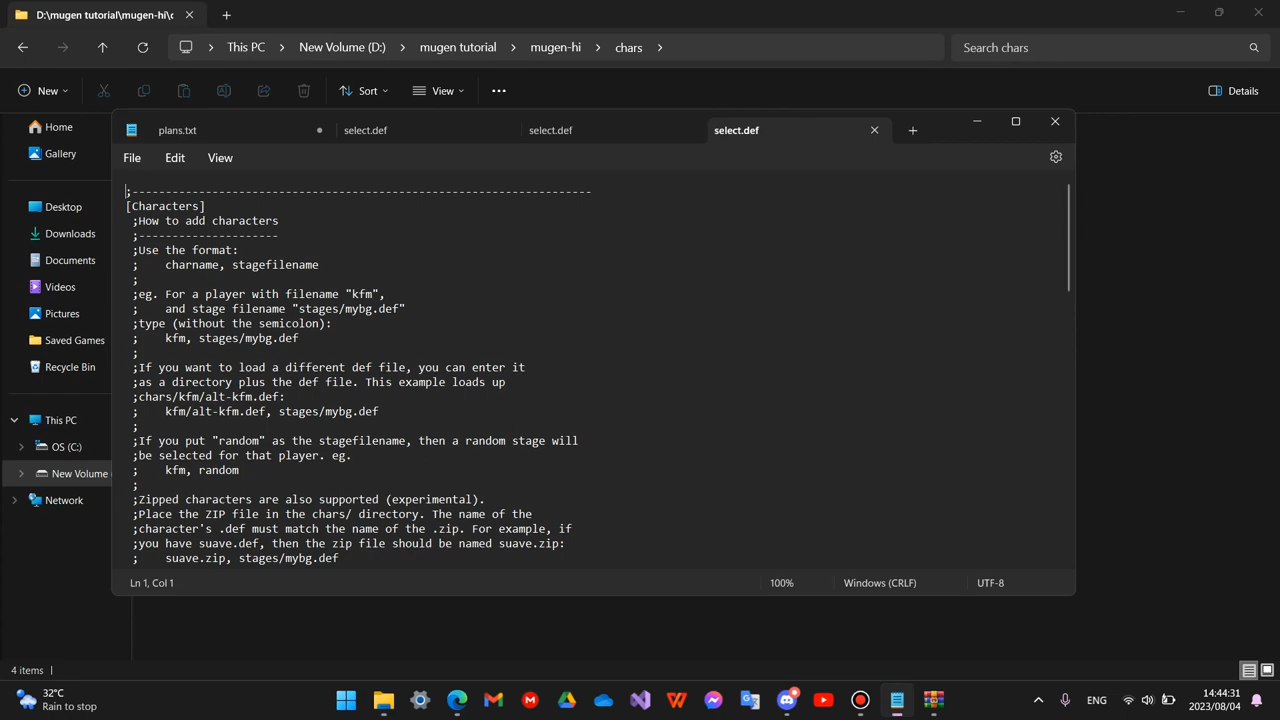 D:\mugen tutorial\mugen-hi\c
This PC
New Volume (D:)
mugen tutorial
mugen-hi
chars
Search chars
New
Sort
View
Details
Home
Gallery
Desktop
Downloads
Documents
Videos
Pictures
Saved Games
Recycle Bin
This PC
OS (C:)
New Volume
Network
plans.txt
select.def
select.def
select.def
File
Edit
View
;---------------------------------------------------------------------
[Characters]
;How to add characters
;---------------------
;Use the format:
;    charname, stagefilename
;
;eg. For a player with filename "kfm",
;    and stage filename "stages/mybg.def"
;type (without the semicolon):
;    kfm, stages/mybg.def
;
;If you want to load a different def file, you can enter it
;as a directory plus the def file. This example loads up
;chars/kfm/alt-kfm.def:
;    kfm/alt-kfm.def, stages/mybg.def
;
;If you put "random" as the stagefilename, then a random stage will
;be selected for that player. eg.
;    kfm, random
;
;Zipped characters are also supported (experimental).
;Place the ZIP file in the chars/ directory. The name of the
;character's .def must match the name of the .zip. For example, if
;you have suave.def, then the zip file should be named suave.zip:
;    suave.zip, stages/mybg.def
Ln 1, Col 1
100%
Windows (CRLF)
UTF-8
4 items
32°C
Rain to stop
ENG
14:44:31
2023/08/04